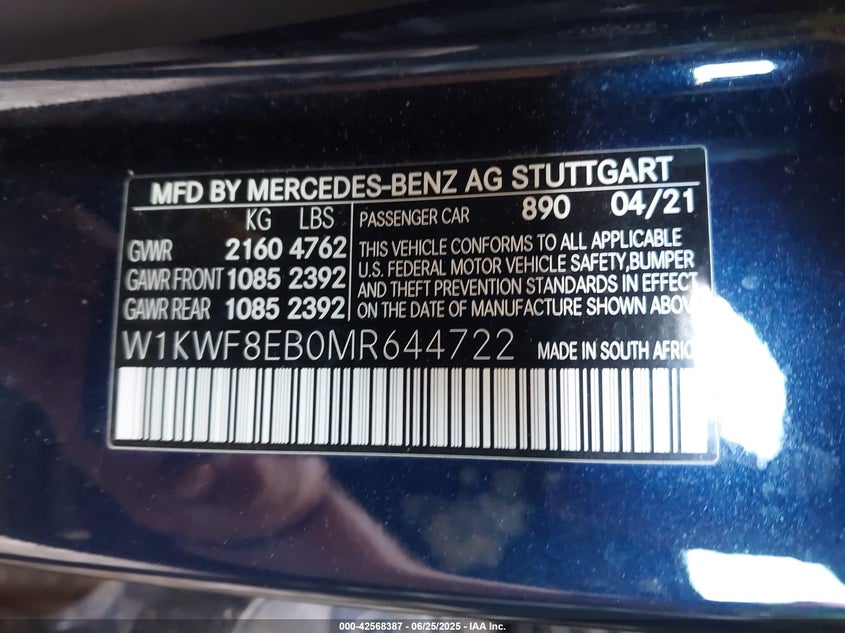 MFD BY MERCEDES-BENZ AG STUTTGART
KG LBS PASSENGER CAR 890 04/21
GVWR 2160 4762
GAWR FRONT 1085 2392
GAWR REAR 1085 2392
THIS VEHICLE CONFORMS TO ALL APPLICABLE
U.S. FEDERAL MOTOR VEHICLE SAFETY,BUMPER
AND THEFT PREVENTION STANDARDS IN EFFECT
ON THE DATE OF MANUFACTURE SHOWN
W1KWF8EB0MR644722 MADE IN SOUTH
000-42568387 - 06/25/2025 - IAA Inc.